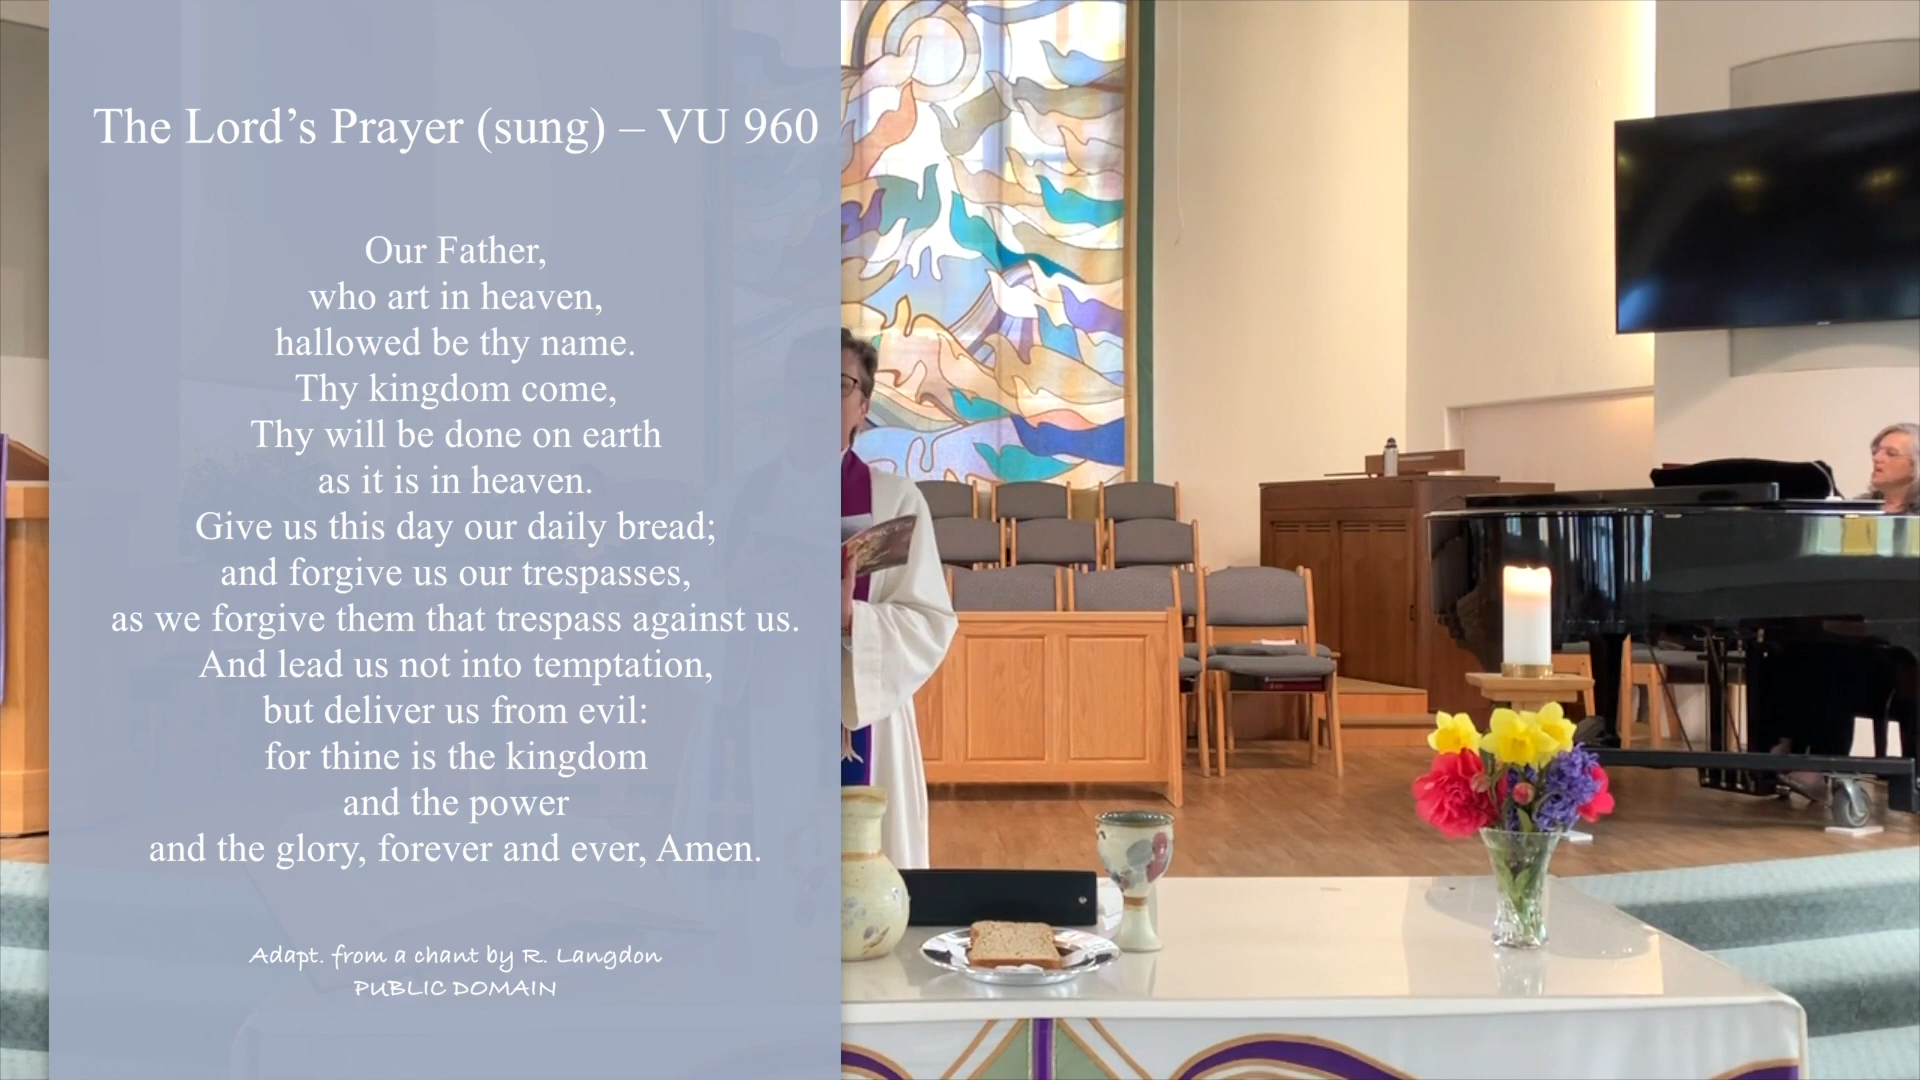 The Lord’s Prayer (sung) – VU 960
Our Father,
who art in heaven,
hallowed be thy name.
Thy kingdom come,
Thy will be done on earth
as it is in heaven.
Give us this day our daily bread;
and forgive us our trespasses,
as we forgive them that trespass against us.
And lead us not into temptation,
but deliver us from evil:
for thine is the kingdom
and the power
and the glory, forever and ever, Amen.
Adapt. from a chant by R. Langdon
PUBLIC DOMAIN